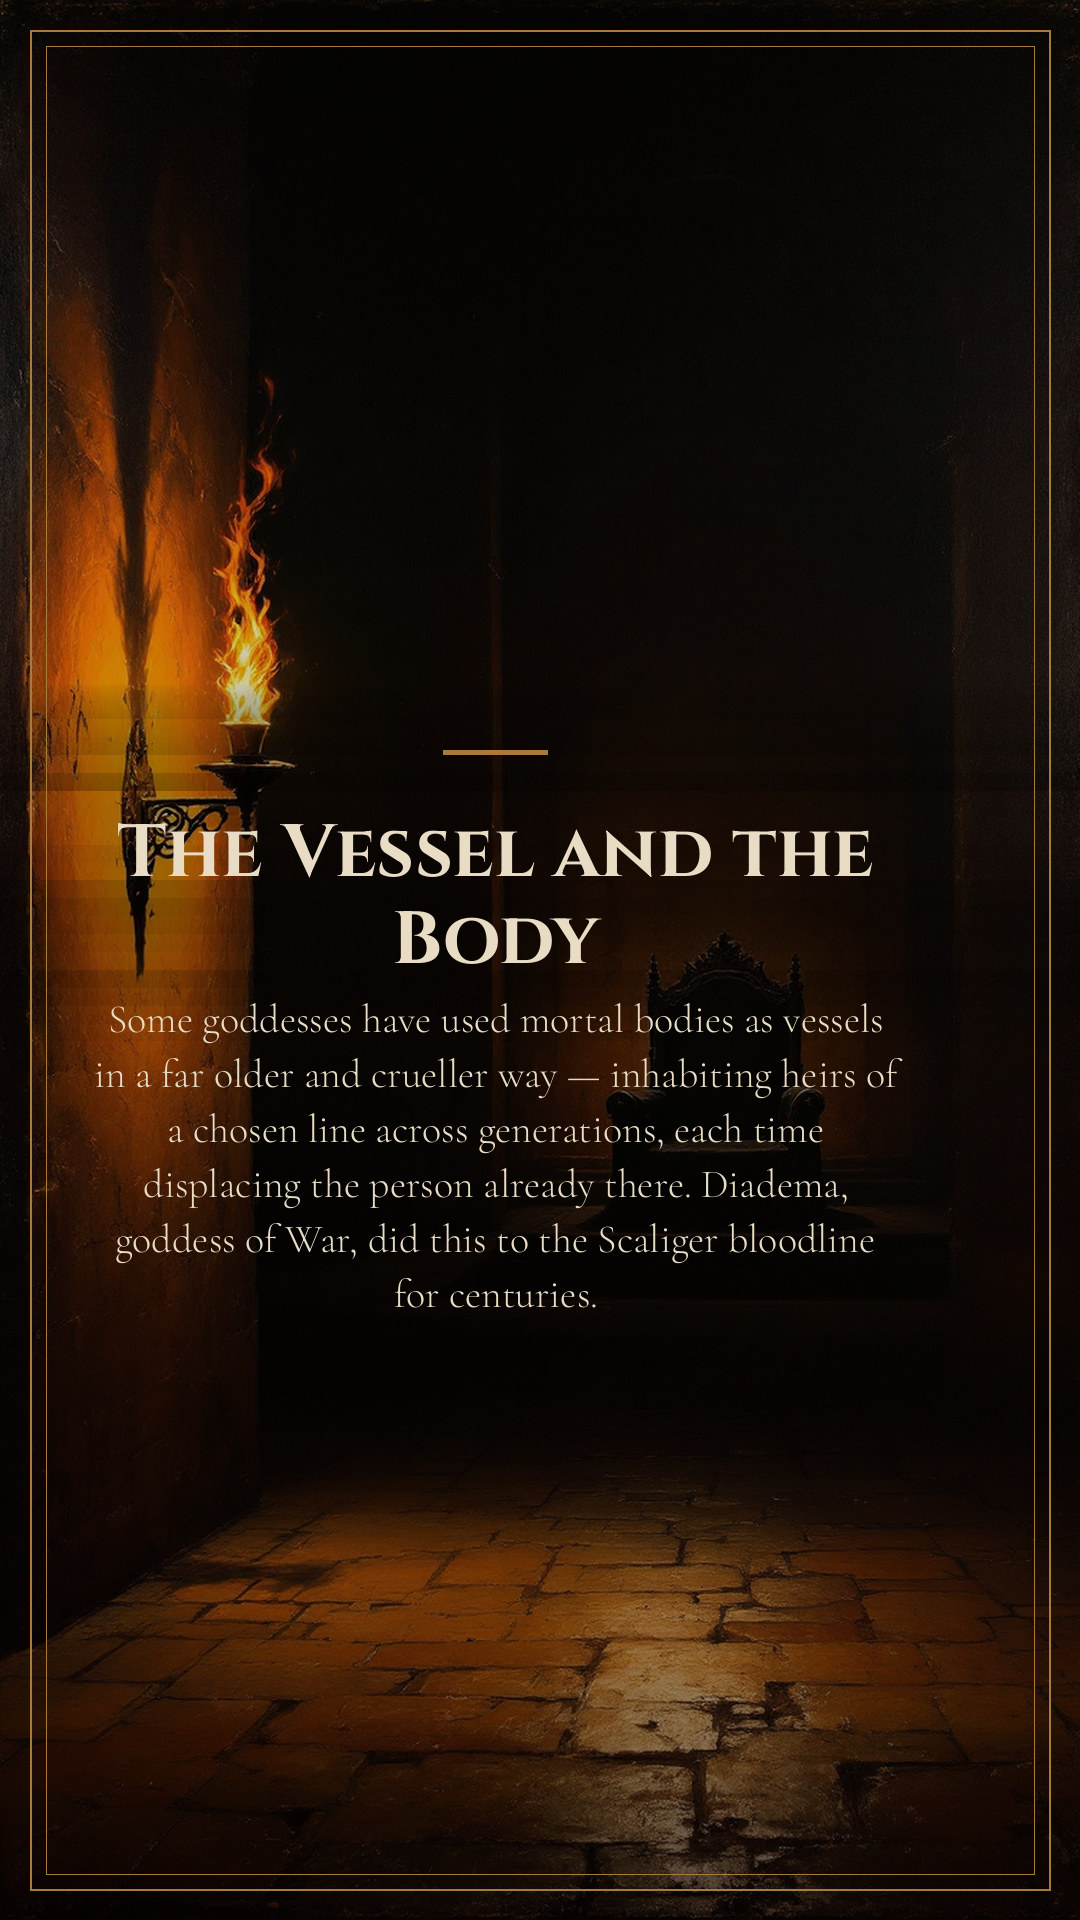 The Vessel and the
Body
Some goddesses have used mortal bodies as vessels
in a far older and crueller way — inhabiting heirs of
a chosen line across generations, each time
displacing the person already there. Diadema,
goddess of War, did this to the Scaliger bloodline
for centuries.